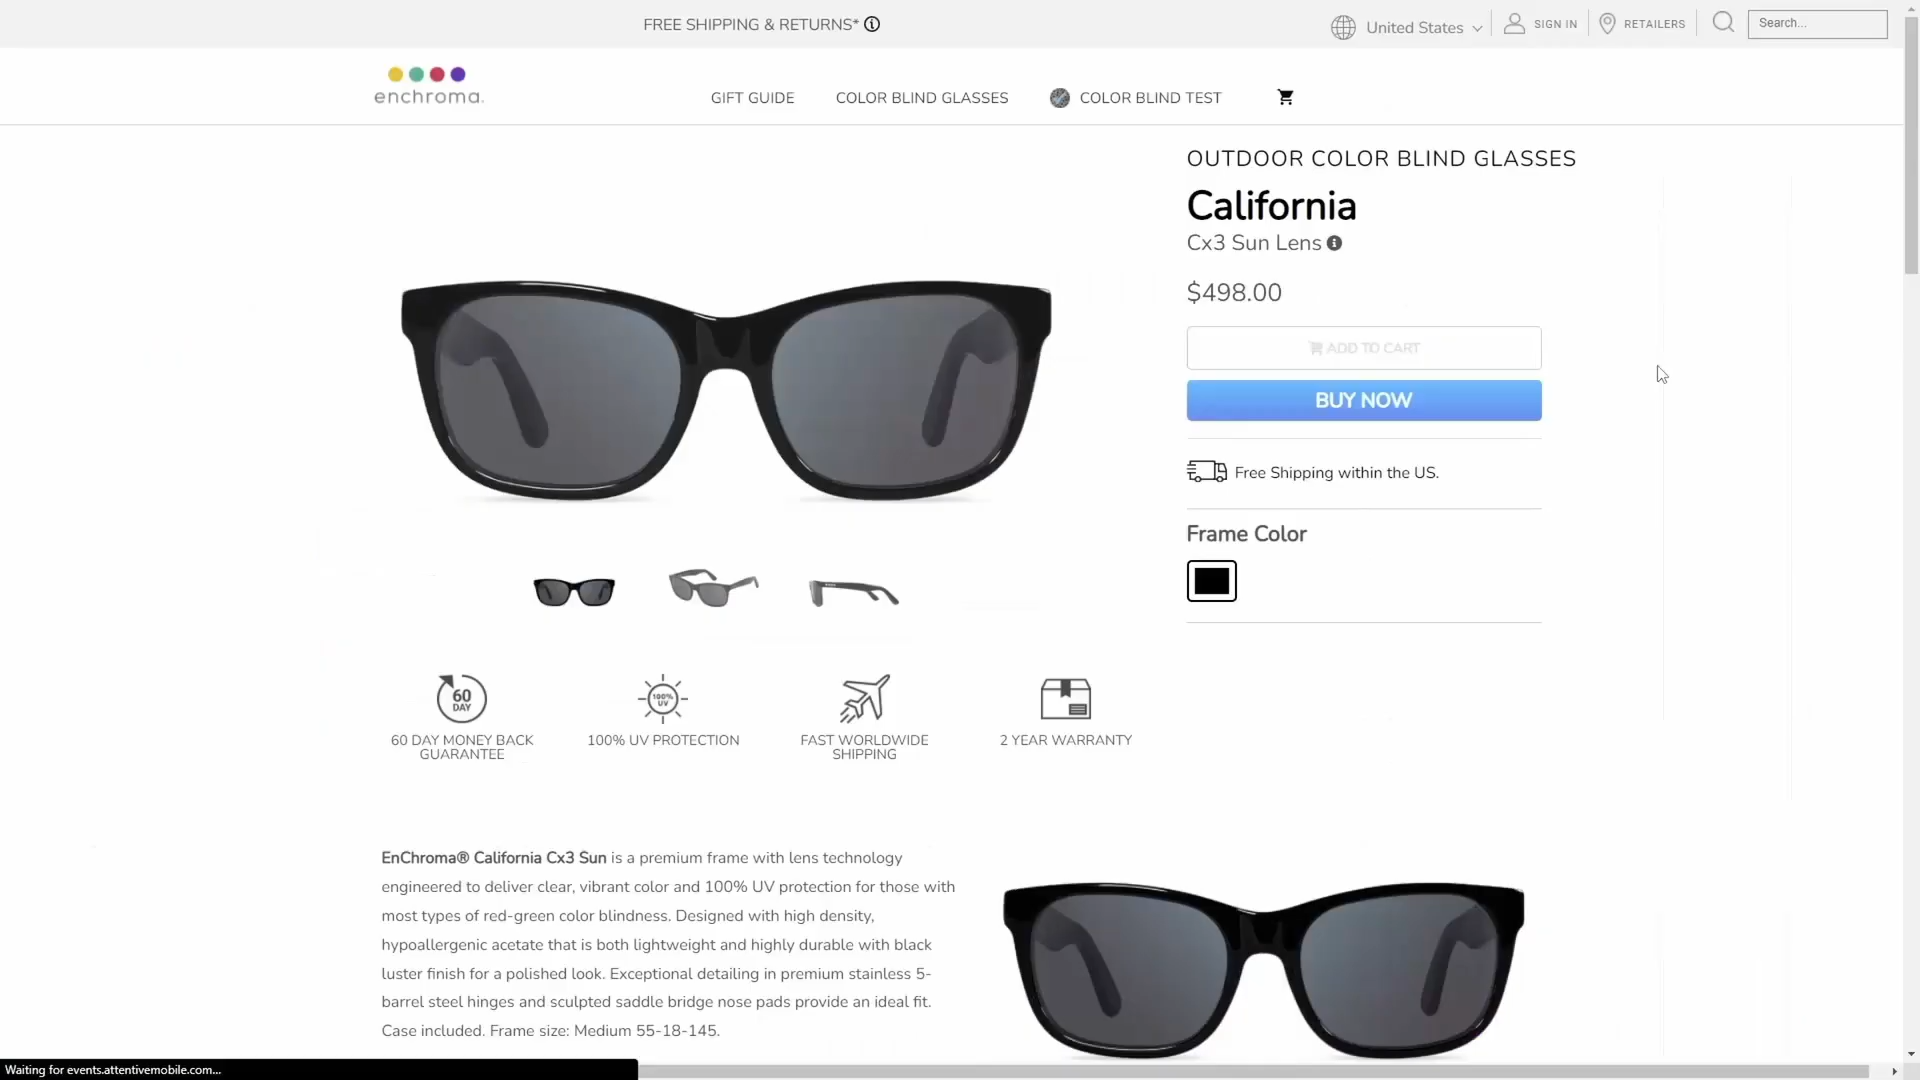 FREE SHIPPING & RETURNS*
United States
SIGN IN
RETAILERS
Search...
enchroma.
GIFT GUIDE
COLOR BLIND GLASSES
COLOR BLIND TEST
OUTDOOR COLOR BLIND GLASSES
California
Cx3 Sun Lens
$498.00
ADD TO CART
BUY NOW
Free Shipping within the US.
Frame Color
60 DAY
100% UV
60 DAY MONEY BACK
GUARANTEE
100% UV PROTECTION
FAST WORLDWIDE
SHIPPING
2 YEAR WARRANTY
EnChroma® California Cx3 Sun is a premium frame with lens technology
engineered to deliver clear, vibrant color and 100% UV protection for those with
most types of red-green color blindness. Designed with high density,
hypoallergenic acetate that is both lightweight and highly durable with black
luster finish for a polished look. Exceptional detailing in premium stainless 5-
barrel steel hinges and sculpted saddle bridge nose pads provide an ideal fit.
Case included. Frame size: Medium 55-18-145.
Waiting for events.attentivemobile.com...